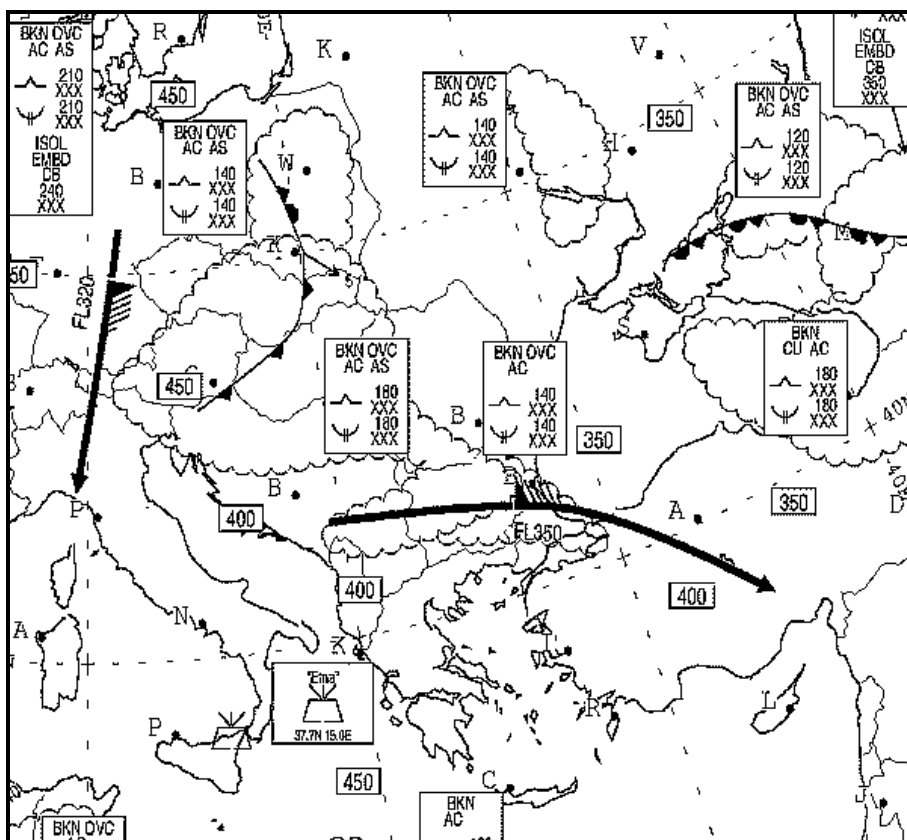 BKN OVC
AC AS
210
XXX
210
XXX
ISOL
EMBD
CB
240
XXX
R
F
K
V
XXX
ISOL
EMBD
CB
350
XXX
450
BKN OVC
AC AS
140
XXX
140
XXX
BKN OVC
AC AS
140
XXX
140
XXX
350
BKN OVC
AC AS
120
XXX
120
XXX
B
W
H
K
M
50
FL320
S
BKN OVC
AC AS
180
XXX
180
XXX
BKN OVC
AC
140
XXX
140
XXX
BKN
CU AC
180
XXX
180
XXX
B
450
B
350
40N
B
400
P
FL350
A
350
D
400
400
A
N
K
I
"Etna"
37.7N 15.0E
P
R
L
450
C
J
BKN
AC
BKN OVC